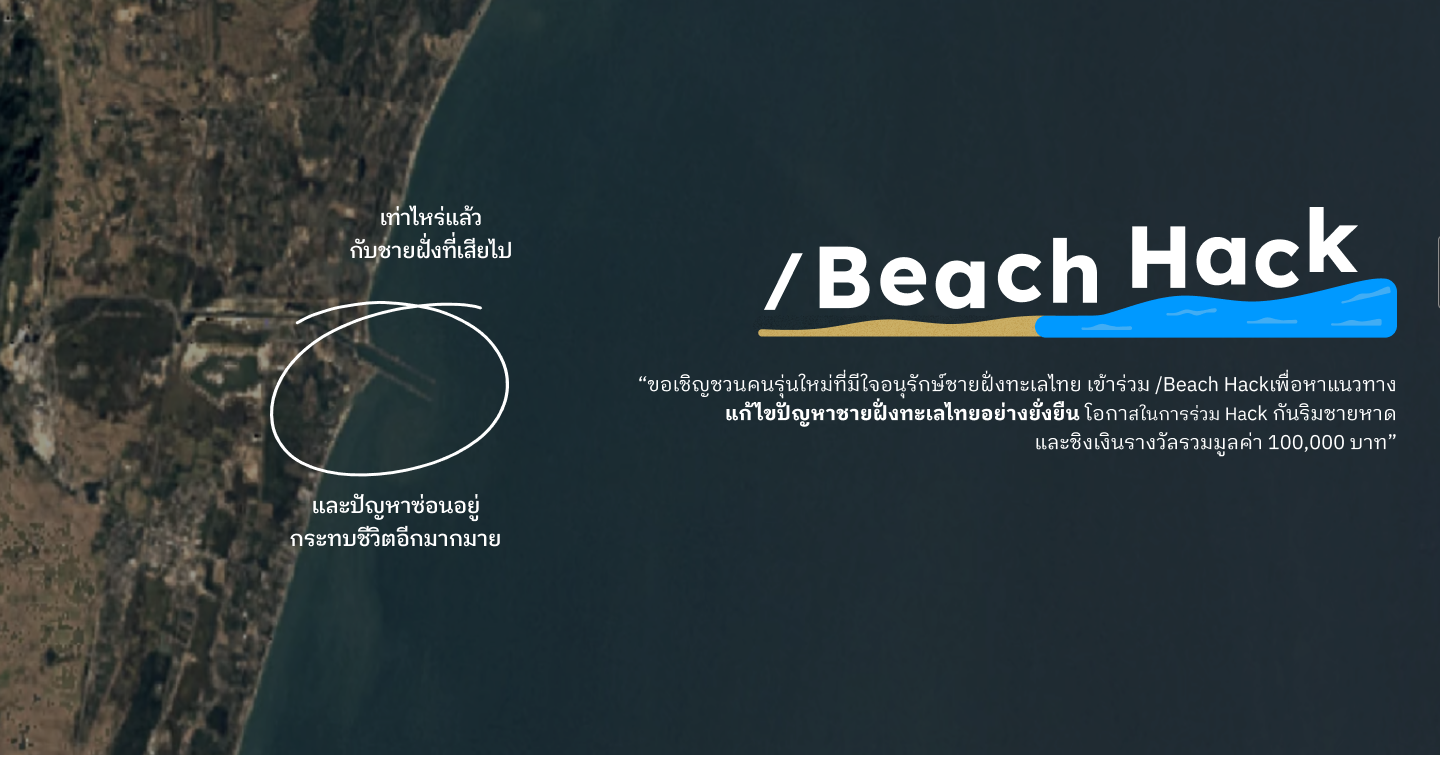 เท่าไหร่แล้ว
กับชายฝั่งที่เสียไป
และปัญหาซ่อนอยู่
กระทบชีวิตอีกมากมาย
/Beach Hack
“ขอเชิญชวนคนรุ่นใหม่ที่มีใจอนุรักษ์ชายฝั่งทะเลไทย เข้าร่วม /Beach Hackเพื่อหาแนวทาง
แก้ไขปัญหาชายฝั่งทะเลไทยอย่างยั่งยืน โอกาสในการร่วม Hack กันริมชายหาด
และชิงเงินรางวัลรวมมูลค่า 100,000 บาท”